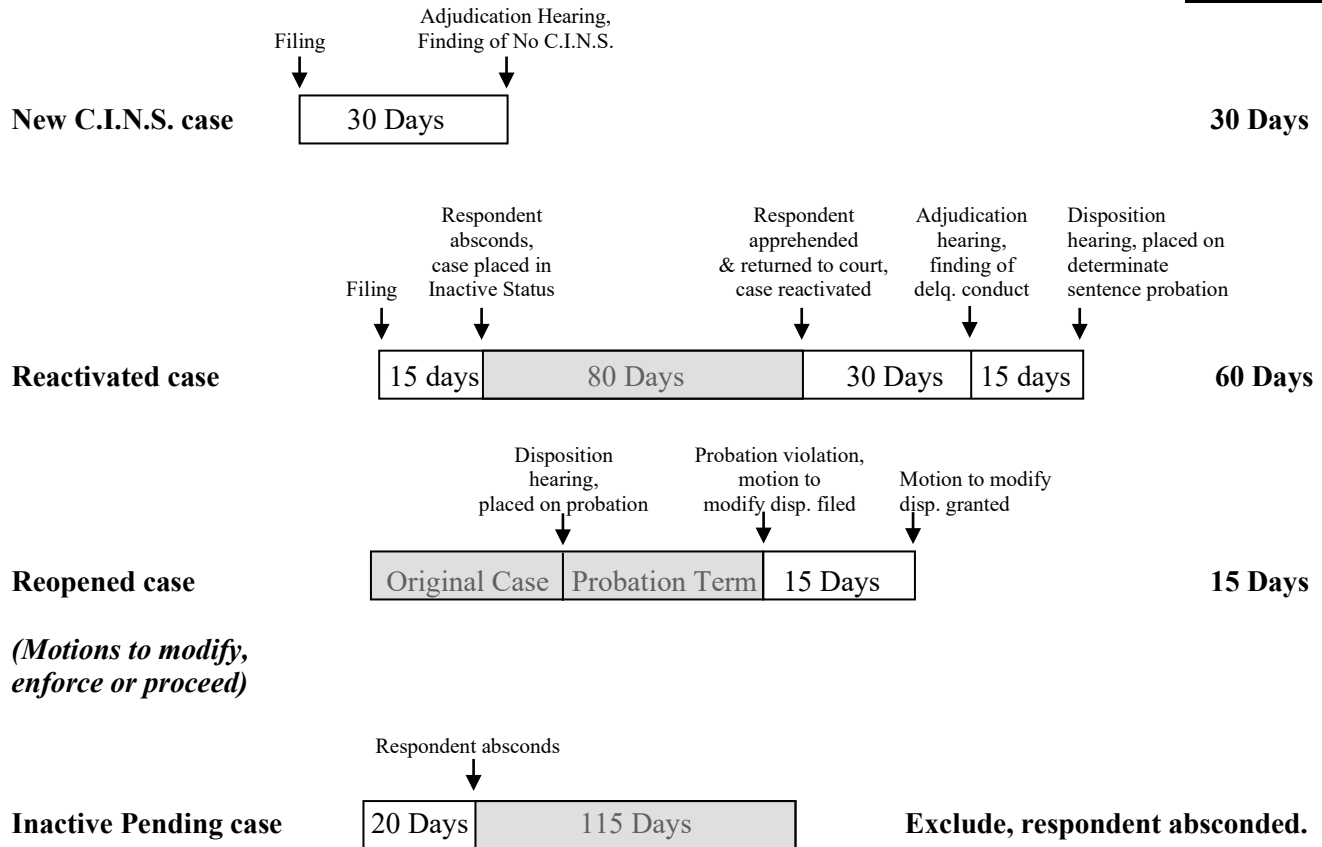 Adjudication Hearing,
Filing Finding of No C.I.N.S.
New C.I.N.S. case 30 Days 30 Days
Respondent
absconds,
case placed in
Inactive Status
Respondent
apprehended
& returned to court,
case reactivated
Adjudication
hearing,
finding of
delq. conduct
Disposition
hearing, placed on
determinate
sentence probation
Filing
Reactivated case 15 days 80 Days 30 Days 15 days 60 Days
Disposition
hearing,
placed on probation
Probation violation,
motion to
modify disp. filed
Motion to modify
disp. granted
Reopened case Original Case Probation Term 15 Days 15 Days
(Motions to modify,
enforce or proceed)
Respondent absconds
Inactive Pending case 20 Days 115 Days Exclude, respondent absconded.